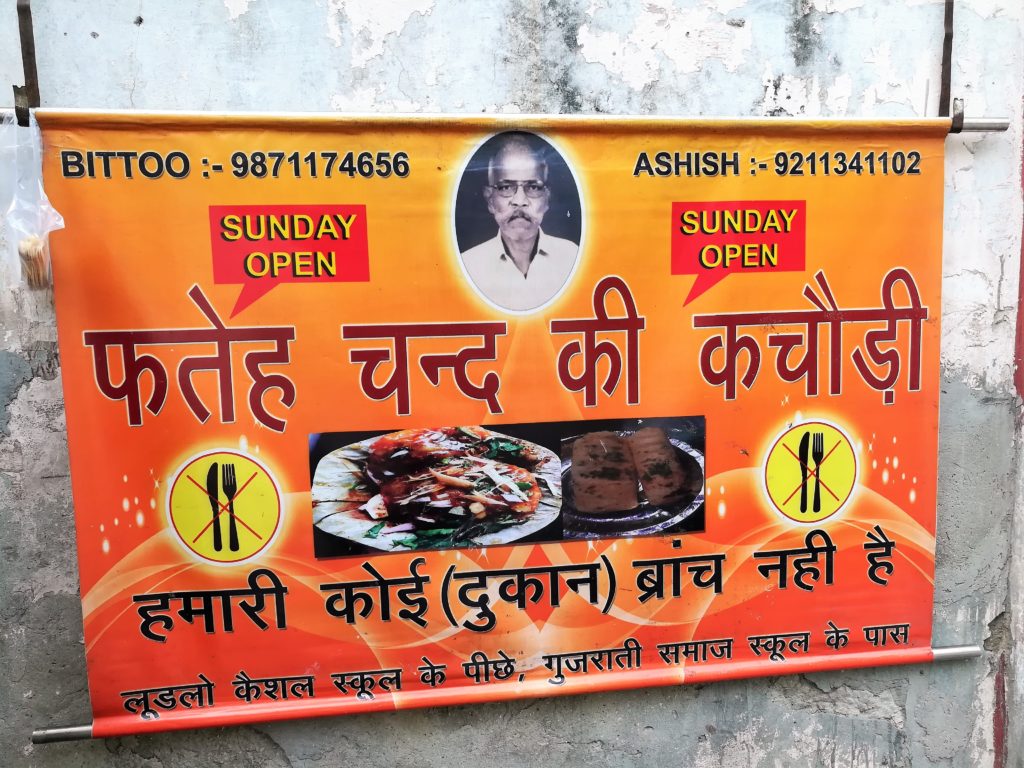 BITTOO :- 9871174656
ASHISH :- 9211341102
SUNDAY
OPEN
SUNDAY
OPEN
फतेह चन्द की कचौड़ी
हमारी कोई (दुकान) ब्रांच नही है
लूडलो कैशल स्कूल के पीछे, गुजराती समाज स्कूल के पास